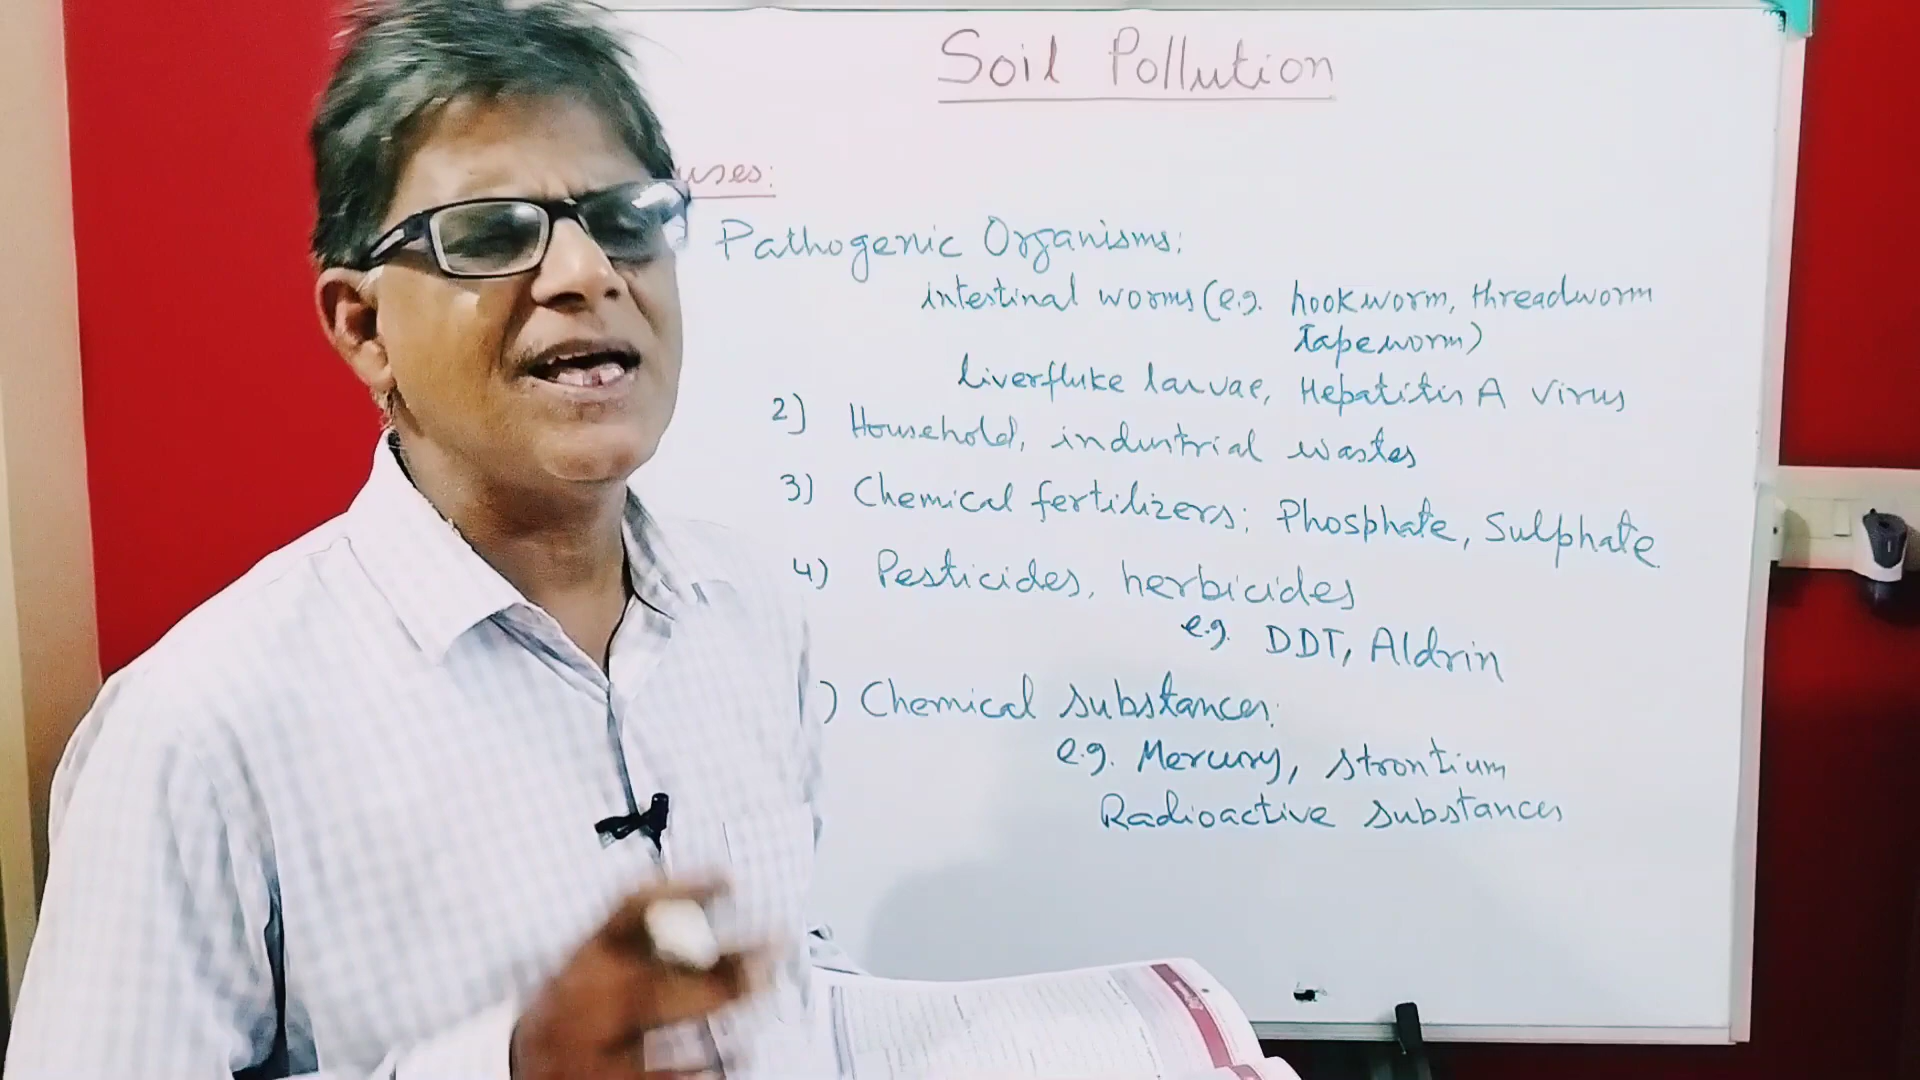 Soil Pollution
uses:
Pathogenic Organisms:
intestinal worms (e.g. hookworm, threadworm
tapeworm)
liverfluke larvae, Hepatitis A Virus
2) Household, industrial wastes
3) Chemical fertilizers: Phosphate, Sulphate
4) Pesticides, herbicides
e.g. DDT, Aldrin
) Chemical substances:
e.g. Mercury, strontium
Radioactive substances